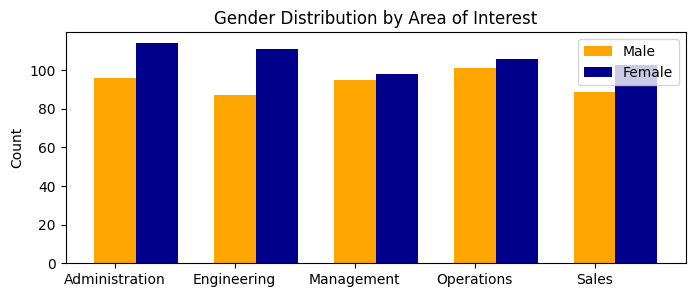 Gender Distribution by Area of Interest
Male
Female
Count
100
80
60
40
20
0
Administration Engineering Management Operations Sales